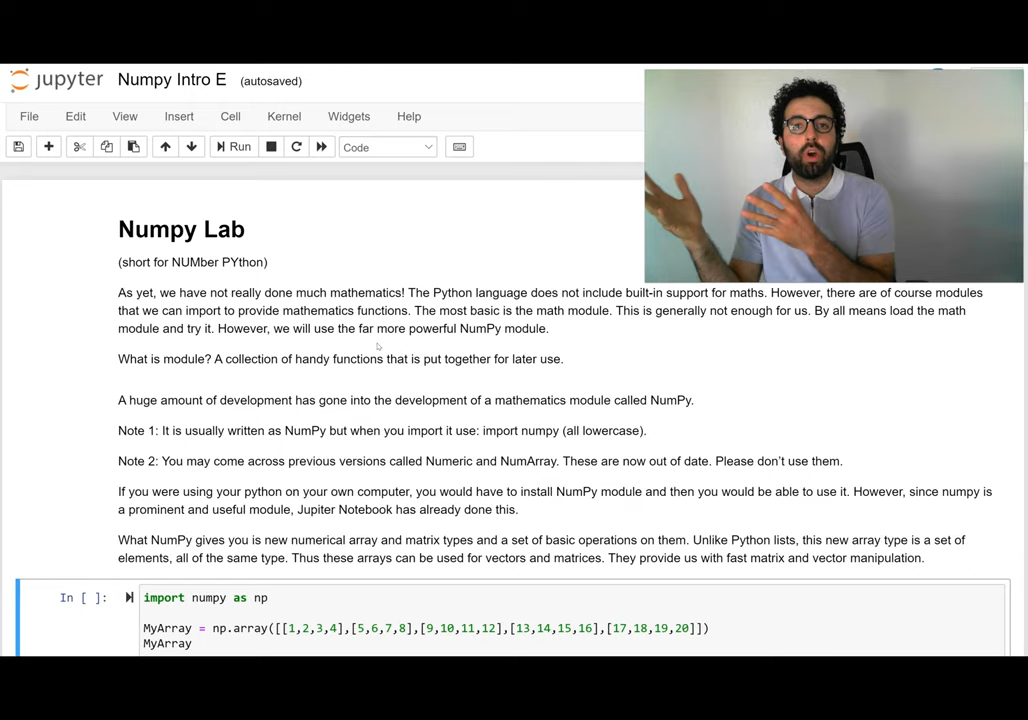 jupyter Numpy Intro E (autosaved)
File Edit View Insert Cell Kernel Widgets Help
Run Code
Numpy Lab
(short for NUMber PYthon)
As yet, we have not really done much mathematics! The Python language does not include built-in support for maths. However, there are of course modules
that we can import to provide mathematics functions. The most basic is the math module. This is generally not enough for us. By all means load the math
module and try it. However, we will use the far more powerful NumPy module.
What is module? A collection of handy functions that is put together for later use.
A huge amount of development has gone into the development of a mathematics module called NumPy.
Note 1: It is usually written as NumPy but when you import it use: import numpy (all lowercase).
Note 2: You may come across previous versions called Numeric and NumArray. These are now out of date. Please don't use them.
If you were using your python on your own computer, you would have to install NumPy module and then you would be able to use it. However, since numpy is
a prominent and useful module, Jupiter Notebook has already done this.
What NumPy gives you is new numerical array and matrix types and a set of basic operations on them. Unlike Python lists, this new array type is a set of
elements, all of the same type. Thus these arrays can be used for vectors and matrices. They provide us with fast matrix and vector manipulation.
In [ ]: import numpy as np
MyArray = np.array([[1,2,3,4],[5,6,7,8],[9,10,11,12],[13,14,15,16],[17,18,19,20]])
MyArray